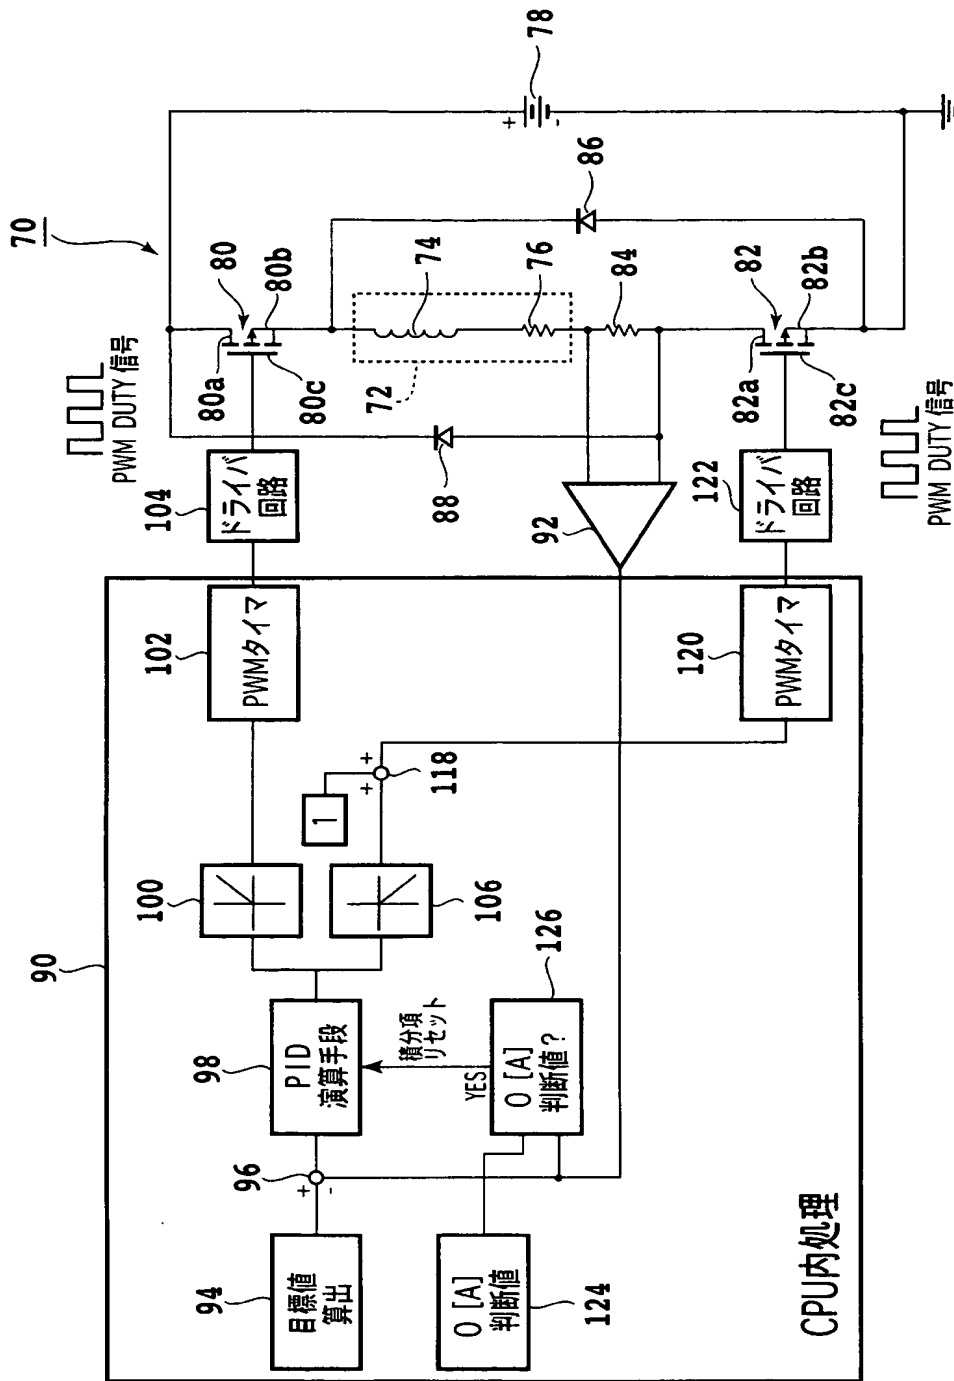 70
PWM DUTY 信号
104
ドライバ
回路
80a
80
80b
80c
74
72
76
84
86
78
+
-
88
92
82
82a
82b
82c
122
ドライバ
回路
PWM DUTY 信号
90
102
PWMタイマ
120
PWMタイマ
100
106
1
+
+
118
98
PID
演算手段
積分項
リセット
YES
126
0 [A]
判断値?
96
+
-
94
目標値
算出
0 [A]
判断値
124
CPU内処理